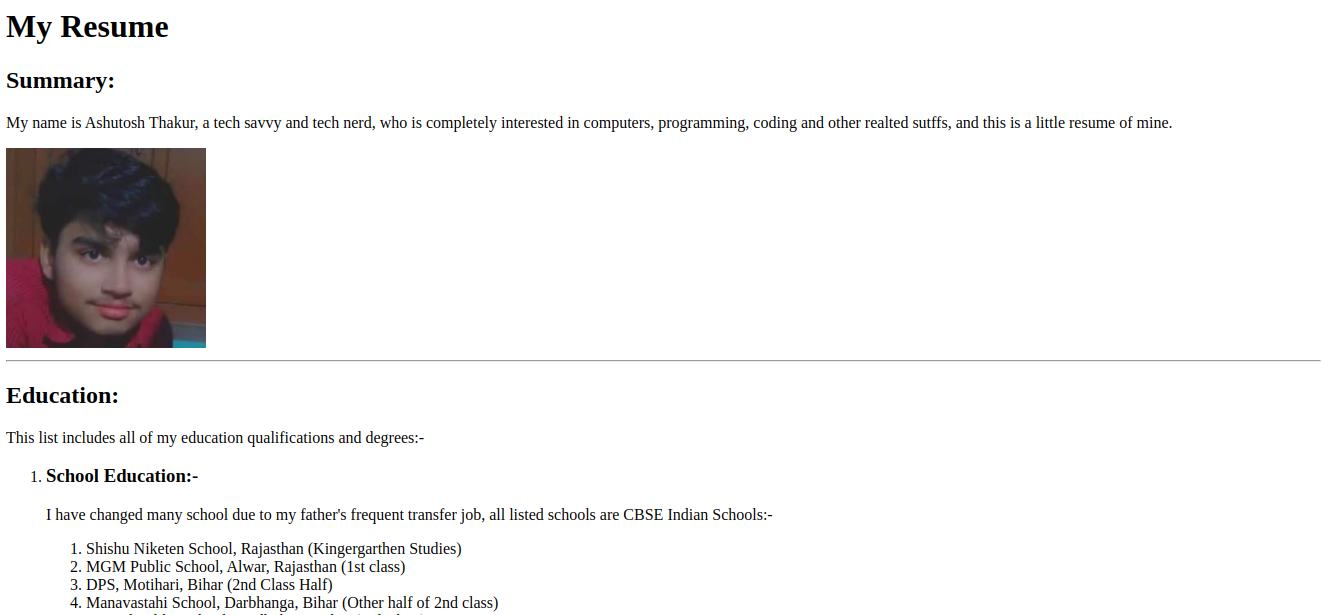 My Resume
Summary:
My name is Ashutosh Thakur, a tech savvy and tech nerd, who is completely interested in computers, programming, coding and other realted sutffs, and this is a little resume of mine.
Education:
This list includes all of my education qualifications and degrees:-
1. School Education:-
I have changed many school due to my father's frequent transfer job, all listed schools are CBSE Indian Schools:-
1. Shishu Niketen School, Rajasthan (Kingergarthen Studies)
2. MGM Public School, Alwar, Rajasthan (1st class)
3. DPS, Motihari, Bihar (2nd Class Half)
4. Manavastahi School, Darbhanga, Bihar (Other half of 2nd class)